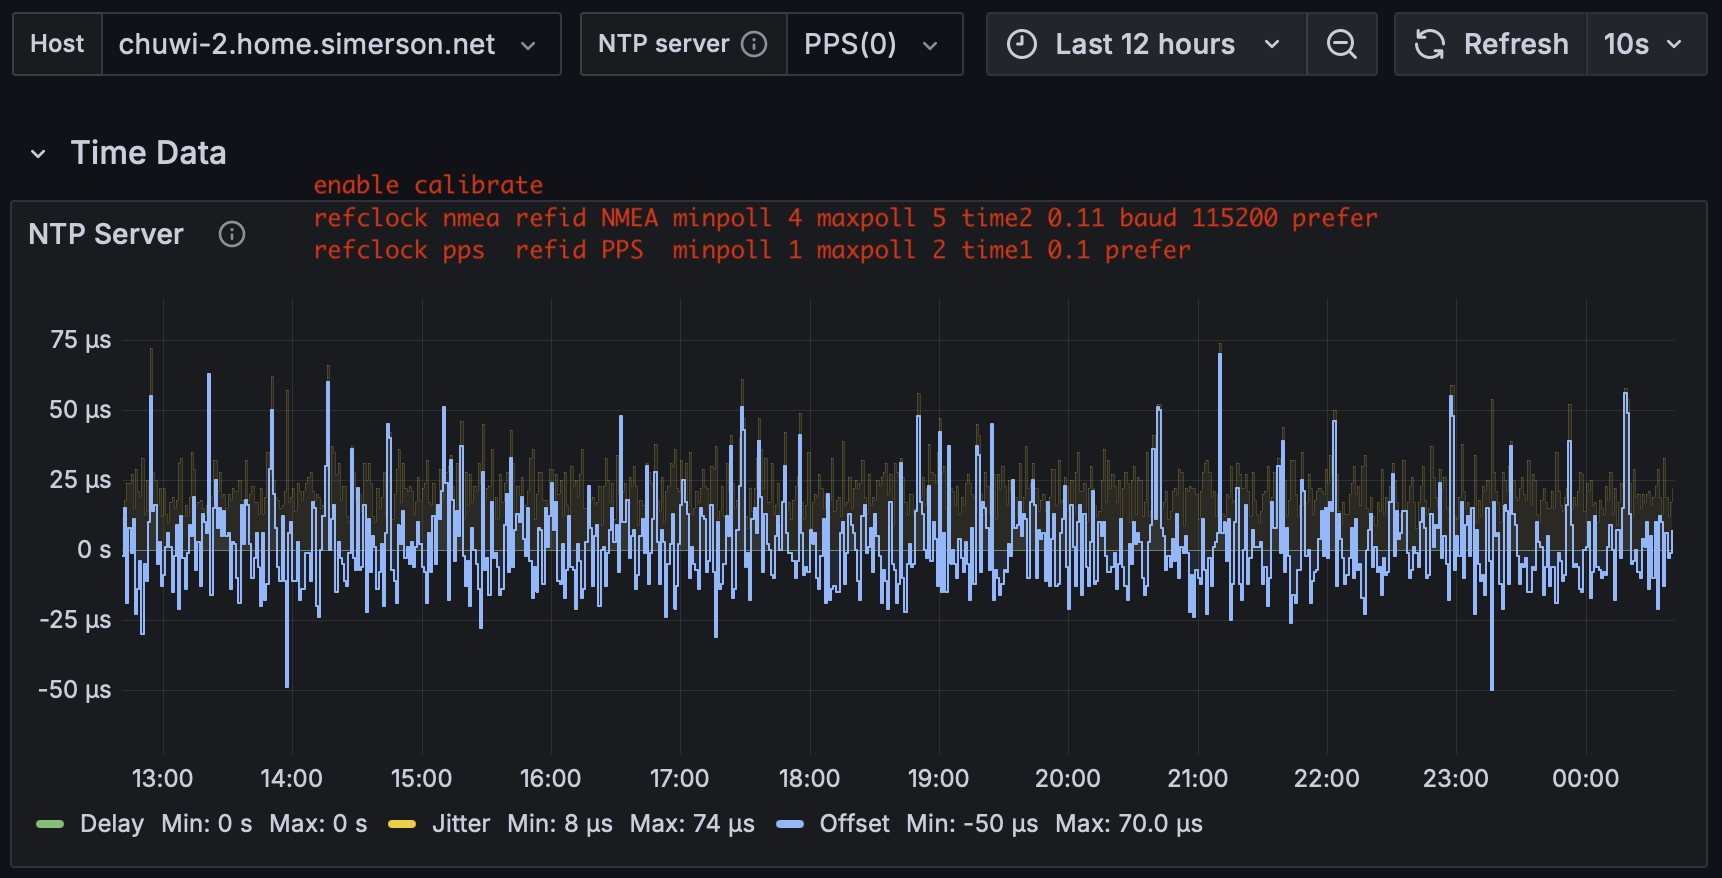 Host chuwi-2.home.simerson.net NTP server PPS(0) Last 12 hours Refresh 10s
Time Data
enable calibrate
refclock nmea refid NMEA minpoll 4 maxpoll 5 time2 0.11 baud 115200 prefer
NTP Server
refclock pps refid PPS minpoll 1 maxpoll 2 time1 0.1 prefer
75 µs
50 µs
25 µs
0 s
-25 µs
-50 µs
13:00 14:00 15:00 16:00 17:00 18:00 19:00 20:00 21:00 22:00 23:00 00:00
Delay Min: 0 s Max: 0 s Jitter Min: 8 µs Max: 74 µs Offset Min: -50 µs Max: 70.0 µs